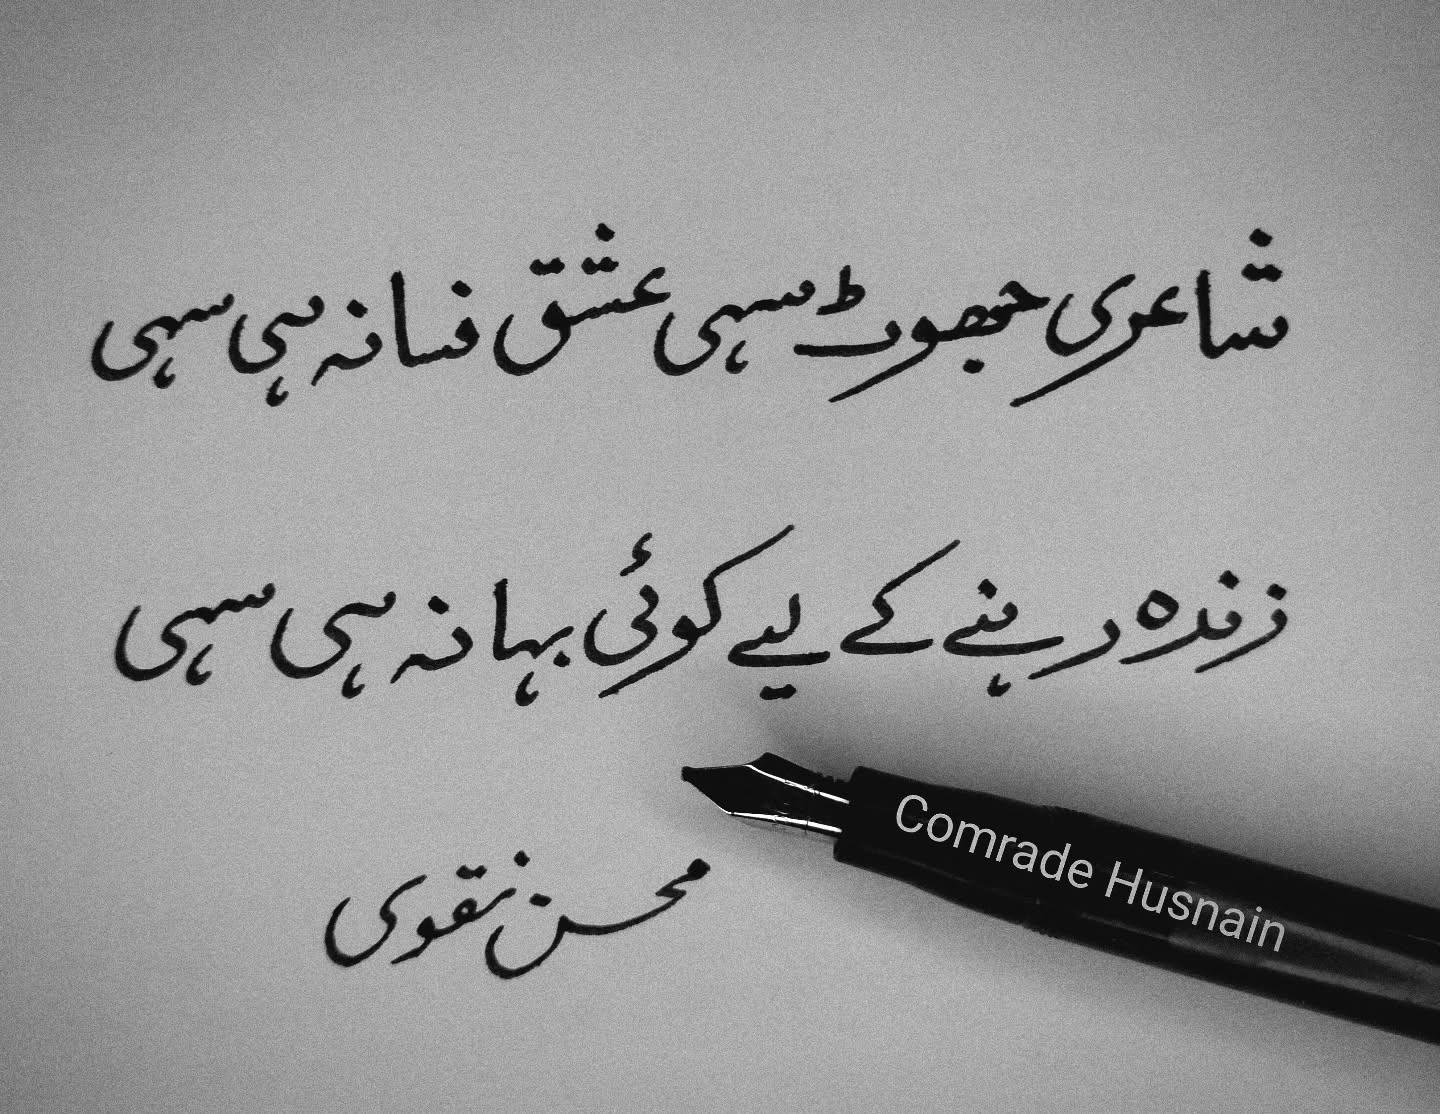 شاعری جھوٹ سہی عشق فسانہ ہی سہی
زندہ رہنے کے لیے کوئی بہانہ ہی سہی
Comrade Husnain
محسن نقوی